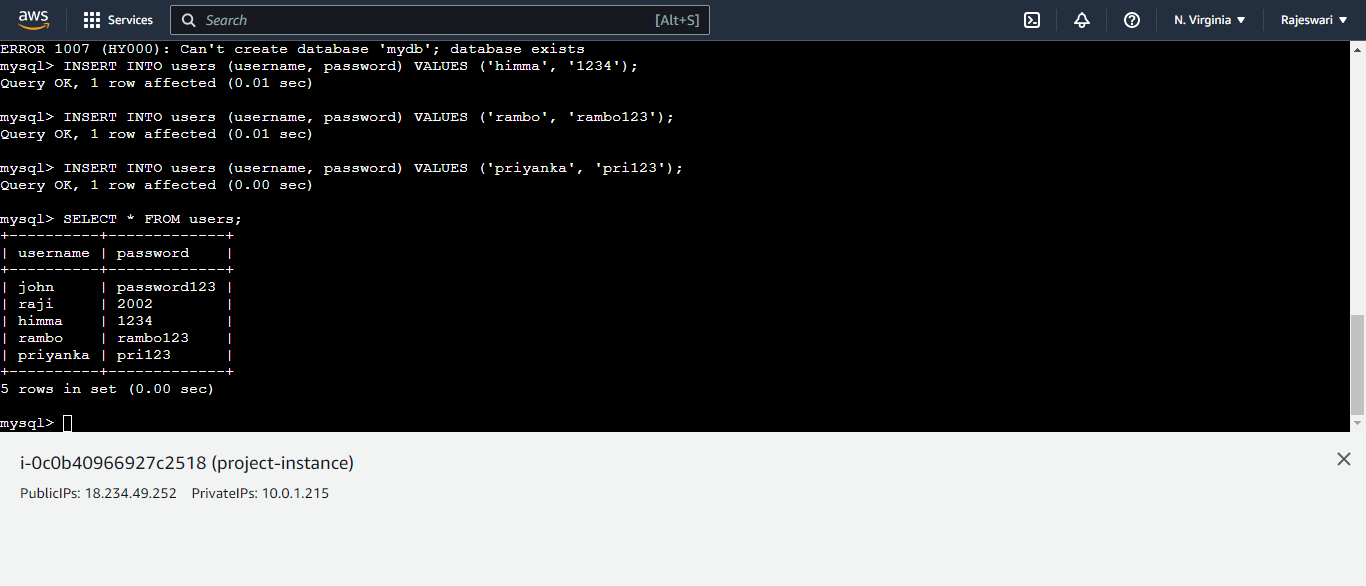 aws Services Search [Alt+S] N. Virginia Rajeswari
ERROR 1007 (HY000): Can't create database 'mydb'; database exists
mysql> INSERT INTO users (username, password) VALUES ('himma', '1234');
Query OK, 1 row affected (0.01 sec)
mysql> INSERT INTO users (username, password) VALUES ('rambo', 'rambo123');
Query OK, 1 row affected (0.01 sec)
mysql> INSERT INTO users (username, password) VALUES ('priyanka', 'pri123');
Query OK, 1 row affected (0.00 sec)
mysql> SELECT * FROM users;
+----------+-------------+
| username | password    |
+----------+-------------+
| john     | password123 |
| raji     | 2002        |
| himma    | 1234        |
| rambo    | rambo123    |
| priyanka | pri123      |
+----------+-------------+
5 rows in set (0.00 sec)
mysql>
i-0c0b40966927c2518 (project-instance)
PublicIPs: 18.234.49.252 PrivateIPs: 10.0.1.215